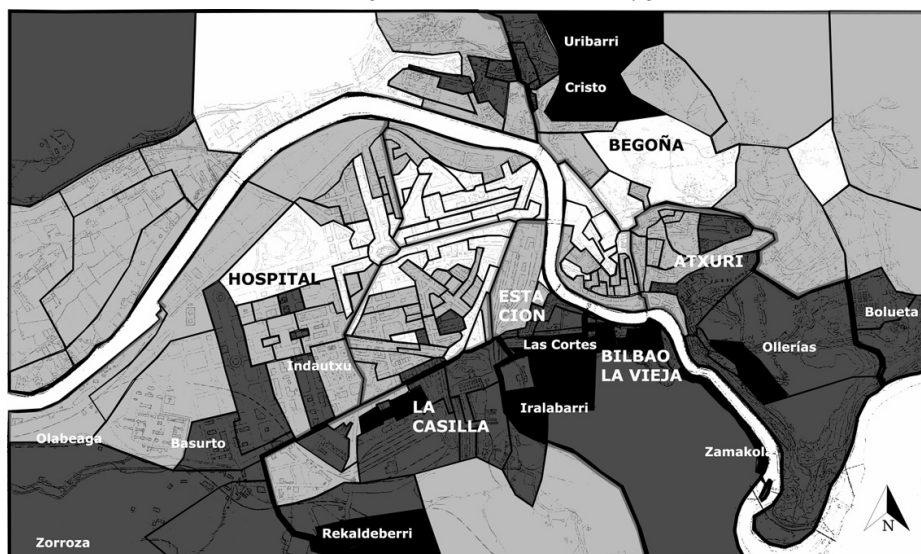 Uribarri
Cristo
BEGOÑA
ATXURI
HOSPITAL
ESTA
CION
Bolueta
Las Cortes
BILBAO
LA VIEJA
Ollerías
Indautxu
LA
CASILLA
Iralabarri
Olabeaga
Basurto
Zamakola
Rekaldeberri
Zorroza
N